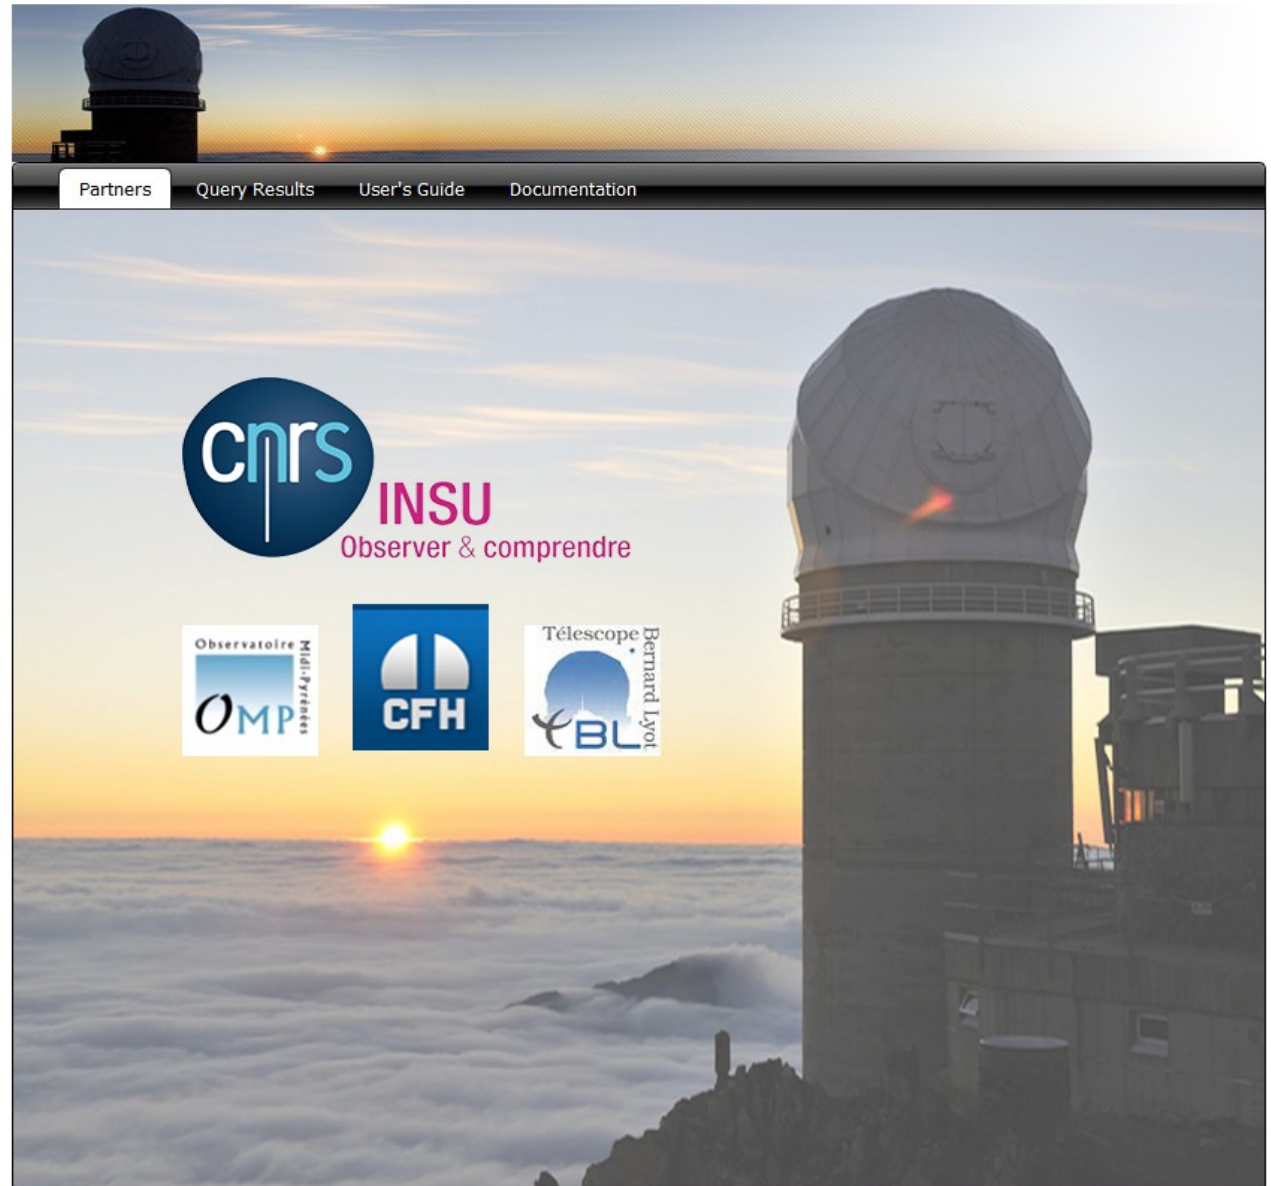 Partners Query Results User's Guide Documentation
cnrs
INSU
Observer & comprendre
Observatoire Midi-Pyrénées
OMP
CFH
Télescope Bernard Lyot
TBL